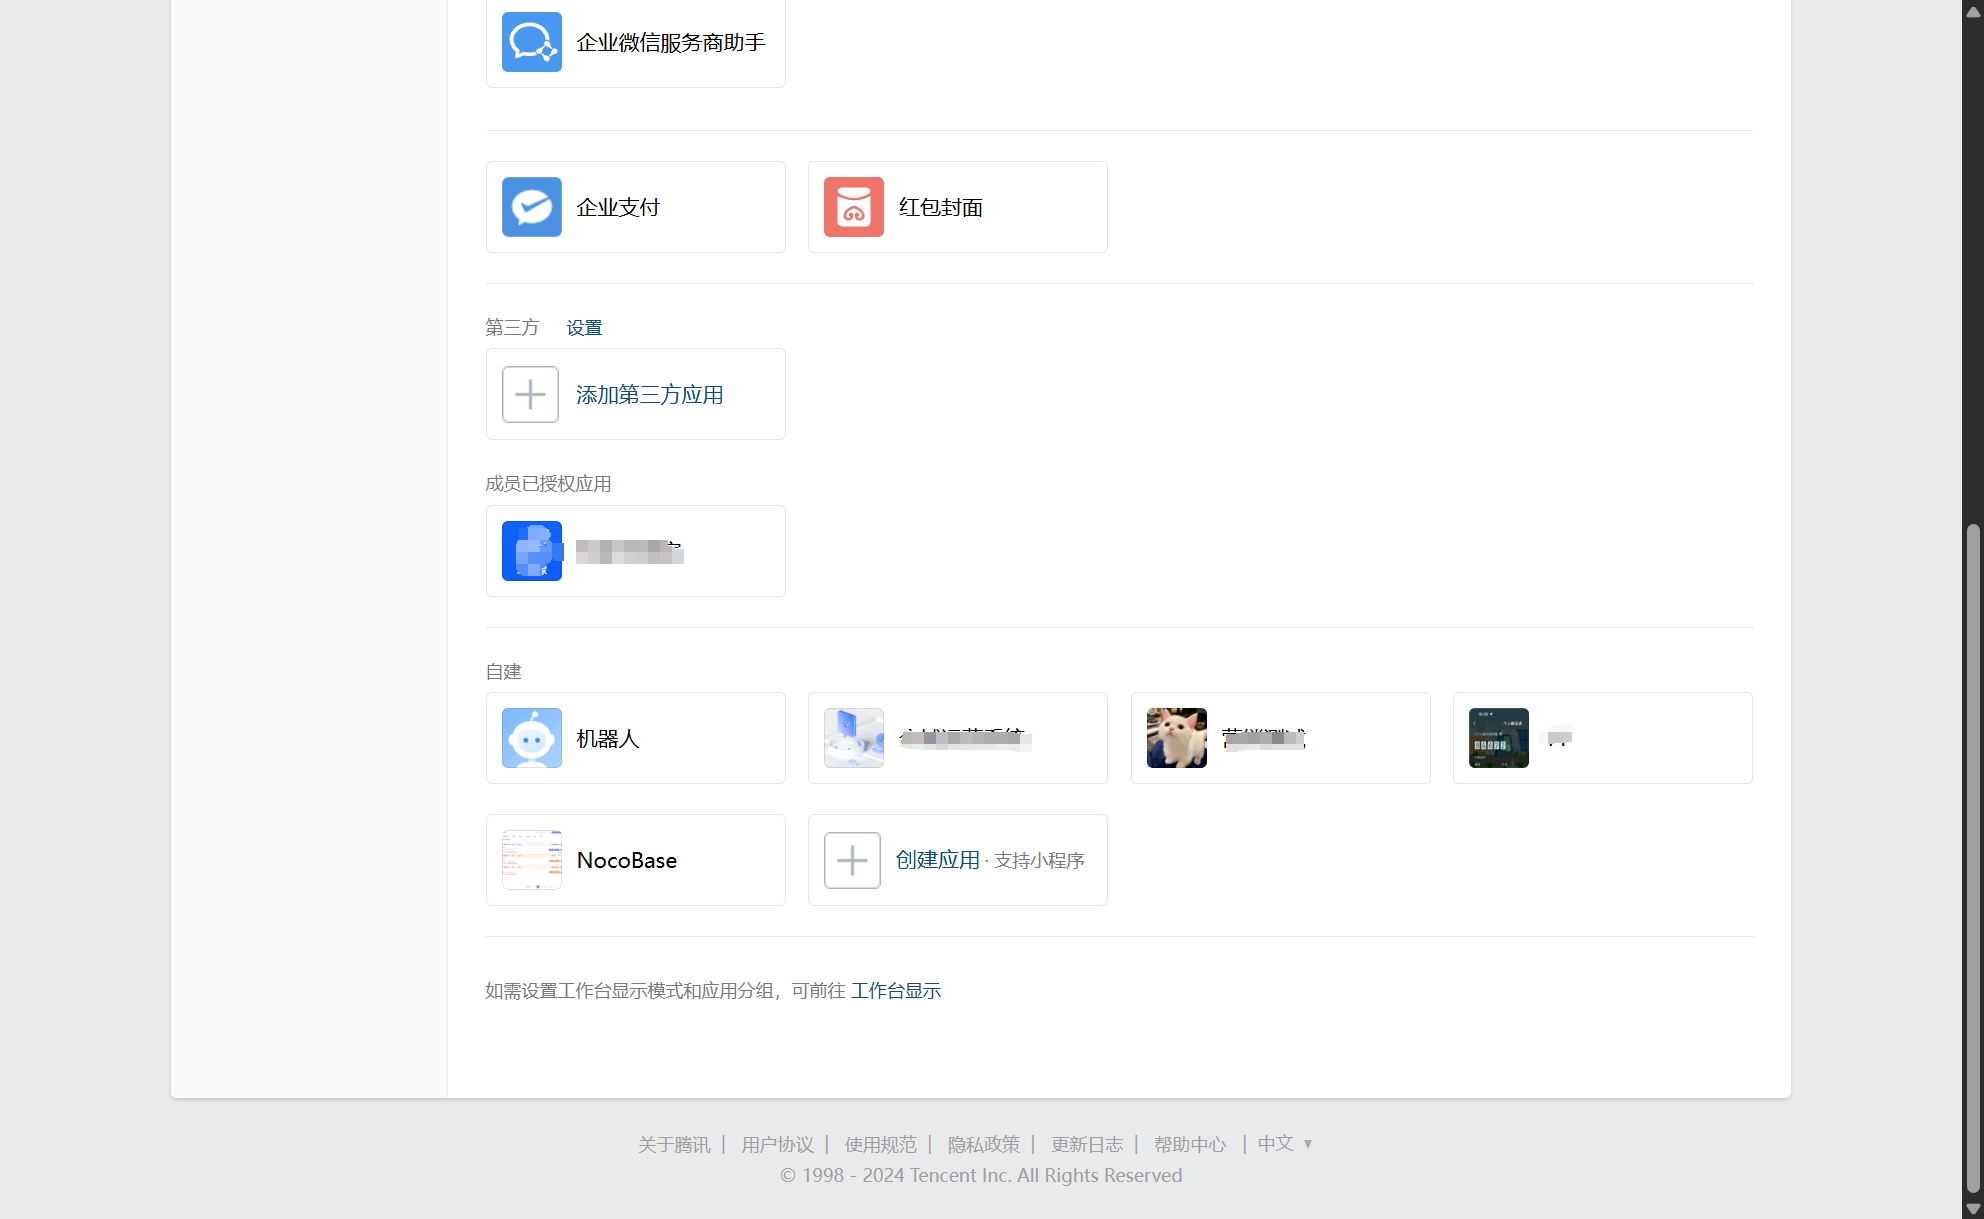 企业微信服务商助手
企业支付
红包封面
第三方 设置
添加第三方应用
成员已授权应用
自建
机器人
NocoBase
创建应用 · 支持小程序
如需设置工作台显示模式和应用分组，可前往 工作台显示
关于腾讯 | 用户协议 | 使用规范 | 隐私政策 | 更新日志 | 帮助中心 | 中文 ▼
© 1998 - 2024 Tencent Inc. All Rights Reserved